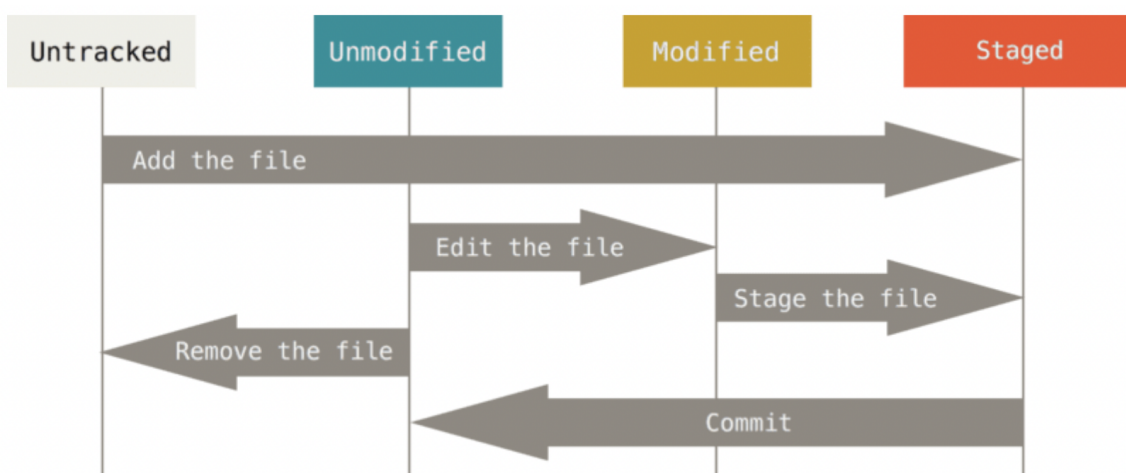 Untracked
Unmodified
Modified
Staged
Add the file
Edit the file
Stage the file
Remove the file
Commit